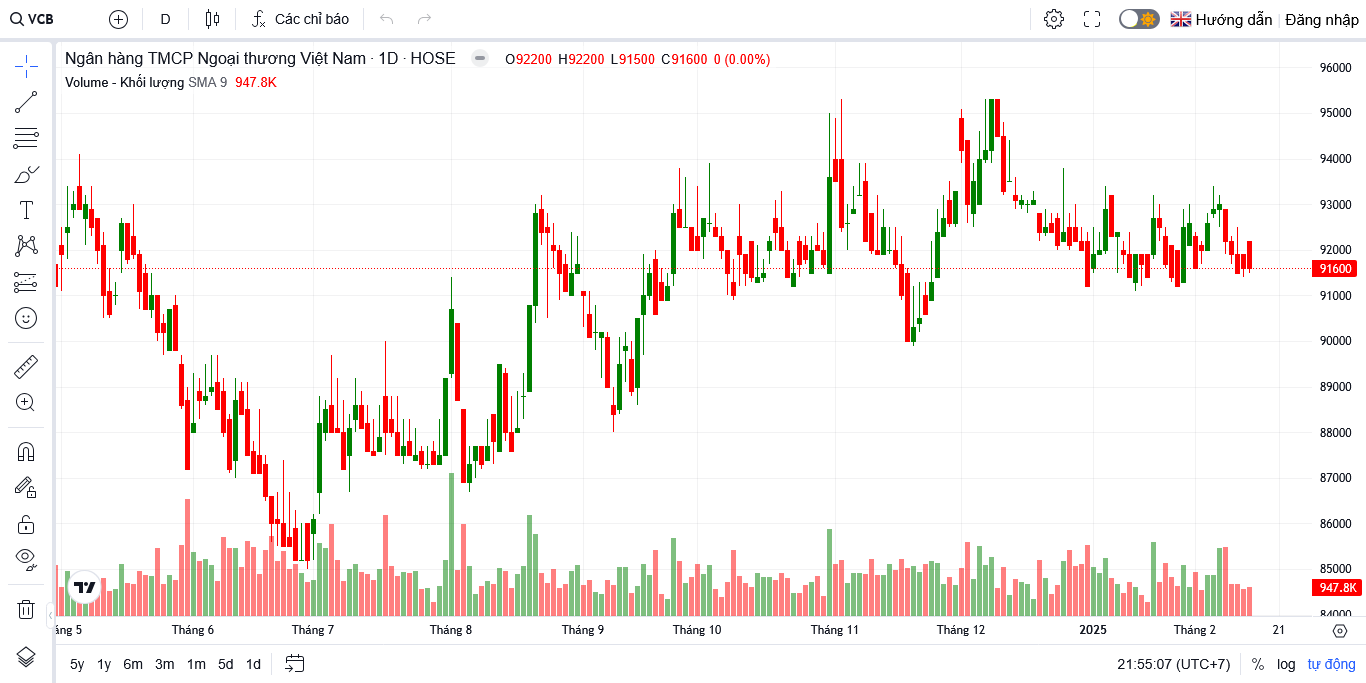 VCB D Các chỉ báo Hướng dẫn Đăng nhập
Ngân hàng TMCP Ngoại thương Việt Nam · 1D · HOSE O92200 H92200 L91500 C91600 0 (0.00%)
Volume - Khối lượng SMA 9 947.8K
96000
95000
94000
93000
92000
91600
91000
90000
89000
88000
87000
86000
85000
947.8K
84000
áng 5 Tháng 6 Tháng 7 Tháng 8 Tháng 9 Tháng 10 Tháng 11 Tháng 12 2025 Tháng 2 21
5y 1y 6m 3m 1m 5d 1d 21:55:07 (UTC+7) % log tự động